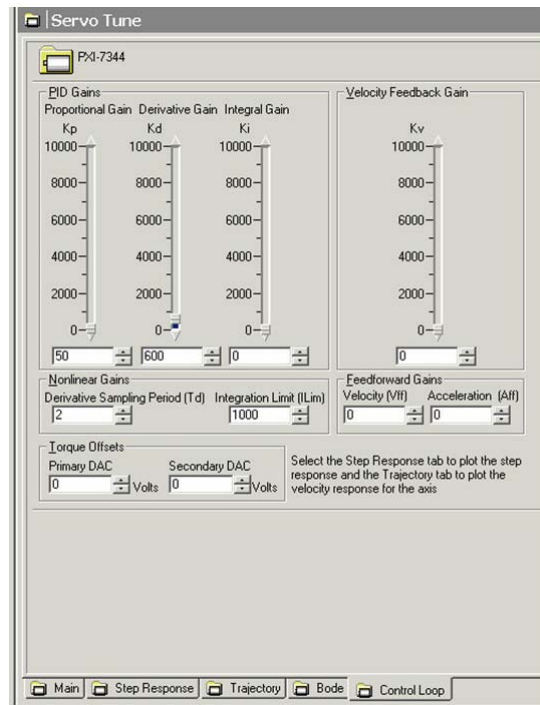 Servo Tune
PXI-7344
PID Gains
Proportional Gain Derivative Gain Integral Gain
Kp Kd Ki
10000 10000 10000
8000 8000 8000
6000 6000 6000
4000 4000 4000
2000 2000 2000
0 0 0
50 600 0
Velocity Feedback Gain
Kv
10000
8000
6000
4000
2000
0
0
Nonlinear Gains
Derivative Sampling Period (Td) Integration Limit (ILim)
2 1000
Feedforward Gains
Velocity (Vff) Acceleration (Aff)
0 0
Torque Offsets
Primary DAC Secondary DAC
0 Volts 0 Volts
Select the Step Response tab to plot the step
response and the Trajectory tab to plot the
velocity response for the axis
Main Step Response Trajectory Bode Control Loop